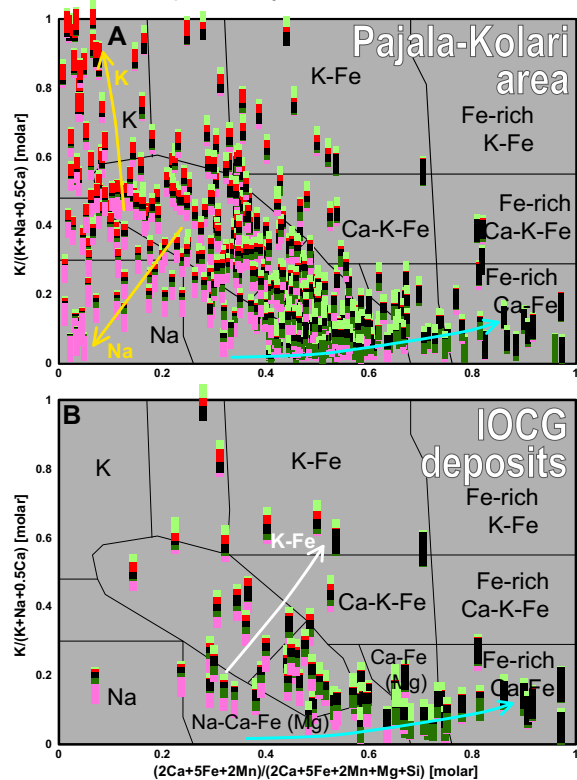 A
Pajala-Kolari
area
K
K
K-Fe
Fe-rich
K-Fe
Ca-K-Fe
Fe-rich
Ca-K-Fe
Fe-rich
Ca-Fe
Na
Na
K/(K+Na+0.5Ca) [molar]
1
0.8
0.6
0.4
0.2
0
0
0.2
0.4
0.6
0.8
1
B
IOCG
deposits
K
K-Fe
Fe-rich
K-Fe
K-Fe
Ca-K-Fe
Fe-rich
Ca-K-Fe
Ca-Fe
(Mg)
Fe-rich
Ca-Fe
Na
Na-Ca-Fe (Mg)
K/(K+Na+0.5Ca) [molar]
1
0.8
0.6
0.4
0.2
0
0
0.2
0.4
0.6
0.8
1
(2Ca+5Fe+2Mn)/(2Ca+5Fe+2Mn+Mg+Si) [molar]